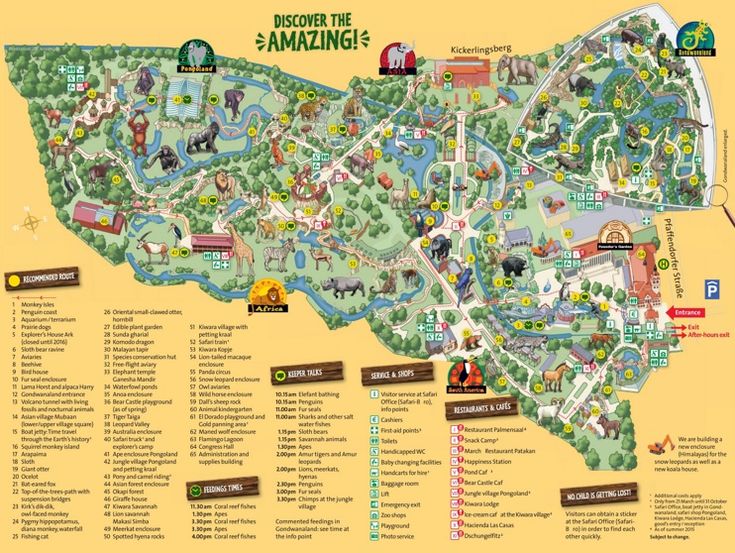 DISCOVER THE
AMAZING!
Pongoland
ASIA
Kickerlingsberg
Gondwanaland
Gondwanaland enlarged.
Pfaffendorfer Straße
Founder's Garden
H
P
Entrance
Exit
After-hours exit
Africa
South America
RECOMMENDED ROUTE
1 Monkey Isles
2 Penguin coast
3 Aquarium / terrarium
4 Prairie dogs
5 Explorer's House Ark
(closed until 2016)
6 Sloth bear ravine
7 Aviaries
8 Beehive
9 Bird house
10 Fur seal enclosure
11 Lama Horst and alpaca Harry
12 Gondwanaland entrance
13 Volcano tunnel with living
fossils and nocturnal animals
14 Asian village Mubaan
(lower/upper village square)
15 Boat jetty: Time travel
through the Earth's history¹
16 Squirrel monkey island
17 Arapaima
18 Sloth
19 Giant otter
20 Ocelot
21 Bat-eared fox
22 Top-of-the-trees-path with
suspension bridges
23 Kirk's dik-dik,
owl-faced monkey
24 Pygmy hippopotamus,
diana monkey, waterfall
25 Fishing cat
26 Oriental small-clawed otter,
hornbill
27 Edible plant garden
28 Sunda gharial
29 Komodo dragon
30 Malayan tapir
31 Species conservation hut
32 Free-flight aviary
33 Elephant temple
Ganesha Mandir
34 Waterfowl ponds
35 Anoa enclosure
36 Bear Castle playground
(as of spring)
37 Tiger Taiga
38 Leopard Valley
39 Australia enclosure
40 Safari truck¹ and
explorer's camp
41 Ape enclosure Pongoland
42 Jungle village Pongoland
and petting kraal
43 Pony and camel riding¹
44 Bear enclosure
45 Okapi forest
46 Giraffe house
47 Kiwara Savannah
48 Lion savannah
Makasi Simba
49 Meerkat enclosure
50 Spotted hyena rocks
51 Kiwara village with
petting kraal
52 Safari train¹
53 Kiwara Kopje
54 Lion-tailed macaque
enclosure
55 Panda circus
56 Snow leopard enclosure
57 Owl aviaries
58 Wild horse enclosure
59 Dall's sheep rock
60 Animal kindergarten
61 El Dorado playground and
Gold panning area¹
62 Maned wolf enclosure
63 Flamingo Lagoon
64 Congress Hall
65 Administration and
supplies building
FEEDINGS TIMES
11.30 am Coral reef fishes
1.30 pm Apes
3.30 pm Coral reef fishes
3.30 pm Apes
4.00 pm Coral reef fishes
KEEPER TALKS
10.15 am Elefant bathing
10.15 am Penguins
11.00 am Fur seals
11.00 am Sharks and other salt
water fishes
1.15 pm Sloth bears
1.15 pm Savannah animals
1.30 pm Apes
2.00 pm Amur tigers and Amur
leopards
2.00 pm Lions, meerkats,
hyenas
2.30 pm Penguins
3.00 pm Fur seals
3.30 pm Chimps at the jungle
village
Commented feedings in
Gondwanaland: see time at
the info point
SERVICE & SHOPS
Visitor service at Safari
Office (Safari-B ro),
info points
Cashiers
First-aid points³
Toilets
Handicapped WC
Baby changing facilities
Handcarts for hire¹
Baggage room
Lift
Emergency exit
Zoo shops
Playground
Photo service
RESTAURANTS & CAFÉS
Restaurant Palmensaal⁴
Snack Camp²
March Restaurant Patakan
Happiness Station
Pond Caf
Bear Castle Caf
Jungle village Pongoland²
Kiwara Lodge
Ice-cream caf at the Kiwara village²
Hacienda Las Casas
Dschungelfitz²
NO CHILD IS GETTING LOST!
Visitors can obtain a sticker
at the Safari Office (Safari-
B ro) in order to find each
other quickly.
We are building a
new enclosure
(Himalayas) for the
snow leopards as well as a
new koala house.
¹ Additional costs apply
² Only from 21 March until 31 October
³ Safari Office, boat jetty in Gond-
wanaland, safari shop Pongoland,
Kiwara Lodge, Hacienda Las Casas,
good's entry / reception
⁴ As of summer 2015
Subject to change.